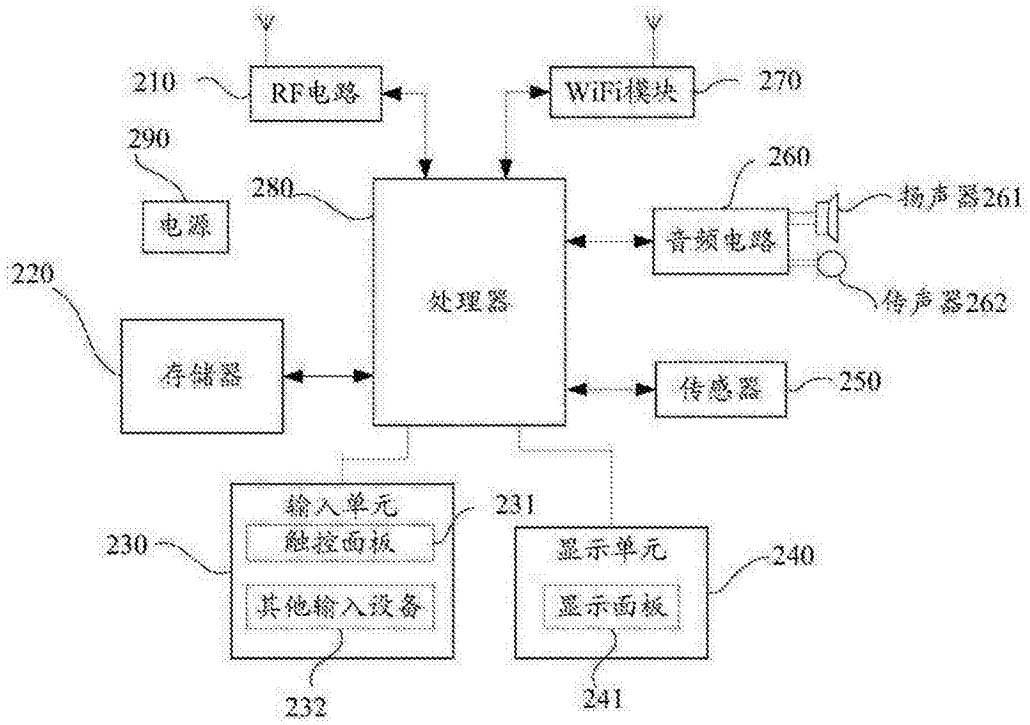 210
RF电路
WiFi模块
270
290
电源
280
260
扬声器261
音频电路
处理器
传声器262
220
存储器
传感器
250
输入单元
231
触控面板
230
其他输入设备
232
显示单元
240
显示面板
241